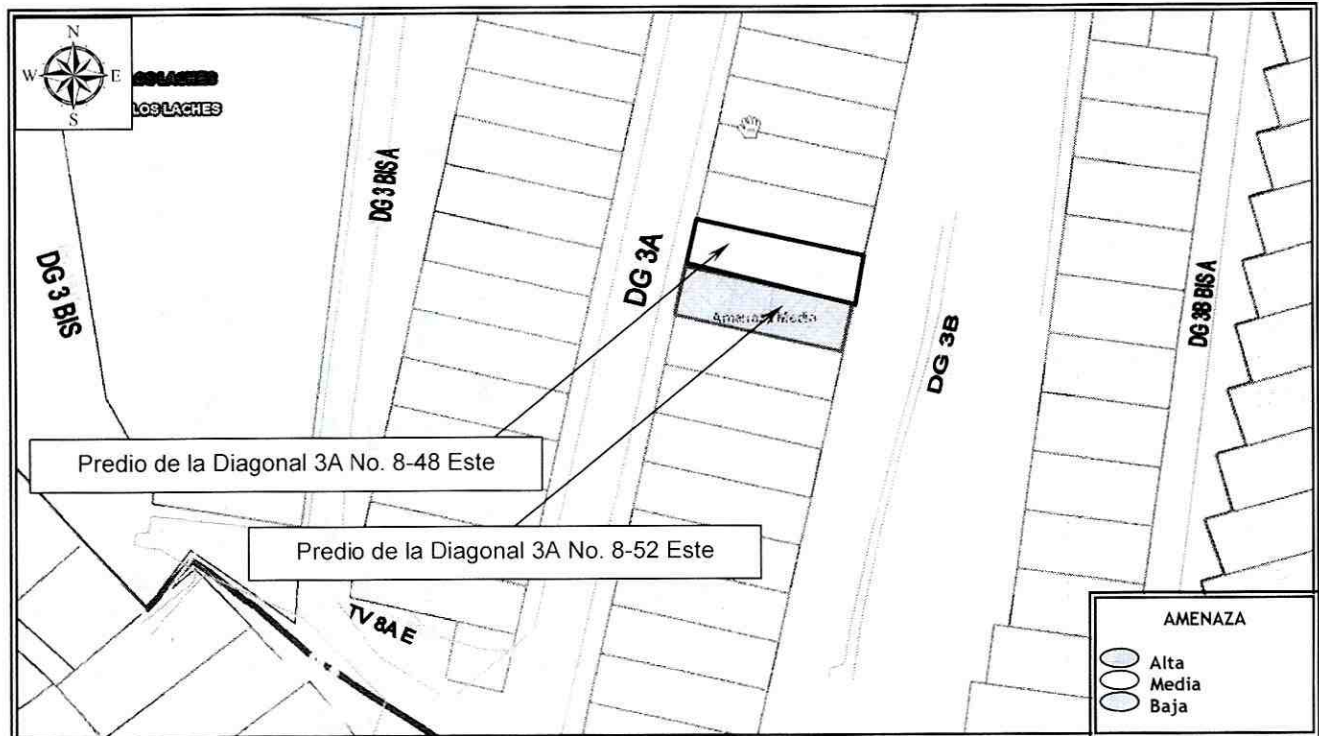 N
W E
S
LOS LACHES
LOS LACHES
DG 3 BIS
DG 3 BIS A
DG 3A
DG 3B
DG 3B BIS A
Amenaza Media
Predio de la Diagonal 3A No. 8-48 Este
Predio de la Diagonal 3A No. 8-52 Este
TV 8A E
AMENAZA
Alta
Media
Baja